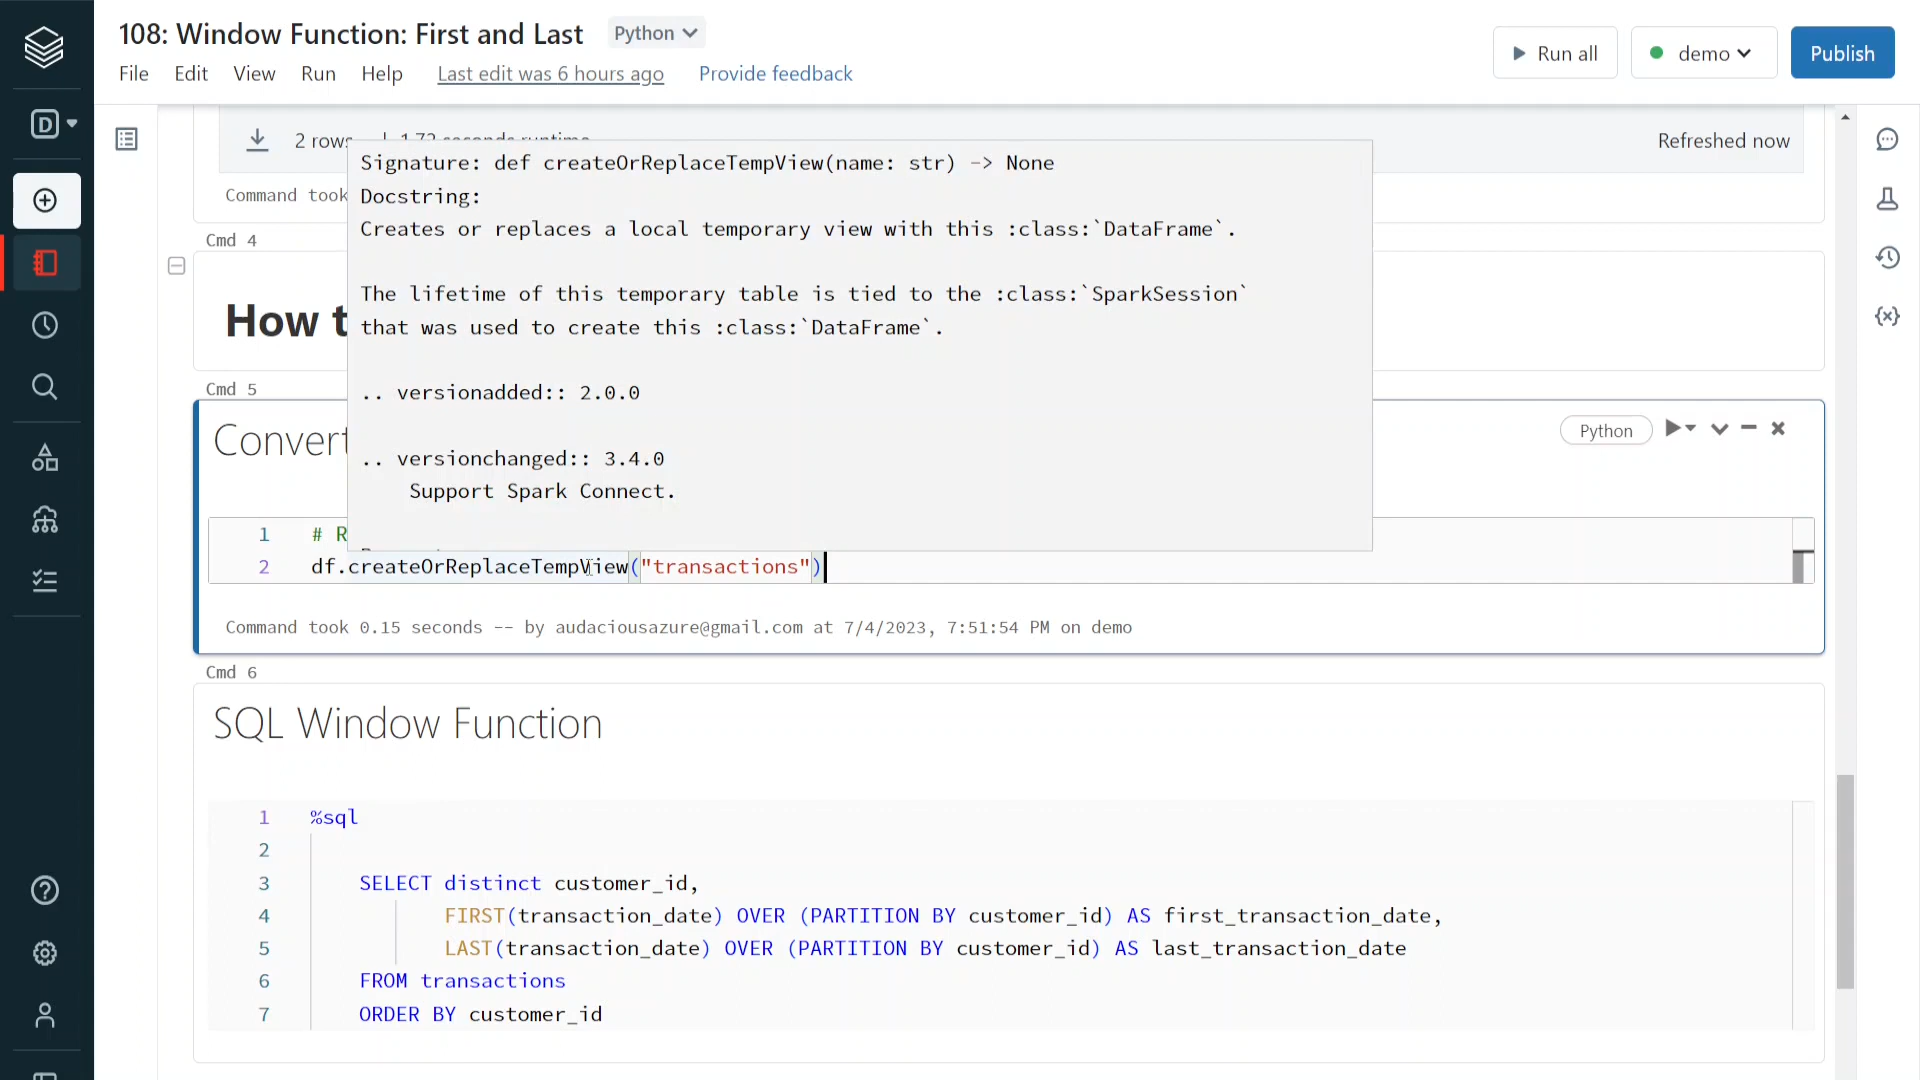 108: Window Function: First and Last Python
File Edit View Run Help Last edit was 6 hours ago Provide feedback
Run all demo Publish
D
2 rows | 1.72 seconds runtime Refreshed now
Command took
Cmd 4
How t
Signature: def createOrReplaceTempView(name: str) -> None
Docstring:
Creates or replaces a local temporary view with this :class:`DataFrame`.
The lifetime of this temporary table is tied to the :class:`SparkSession`
that was used to create this :class:`DataFrame`.
.. versionadded:: 2.0.0
.. versionchanged:: 3.4.0
Support Spark Connect.
Cmd 5
Convert
Python
1 # R
2 df.createOrReplaceTempView("transactions")
Command took 0.15 seconds -- by audaciousazure@gmail.com at 7/4/2023, 7:51:54 PM on demo
Cmd 6
SQL Window Function
1 %sql
2
3 SELECT distinct customer_id,
4 FIRST(transaction_date) OVER (PARTITION BY customer_id) AS first_transaction_date,
5 LAST(transaction_date) OVER (PARTITION BY customer_id) AS last_transaction_date
6 FROM transactions
7 ORDER BY customer_id